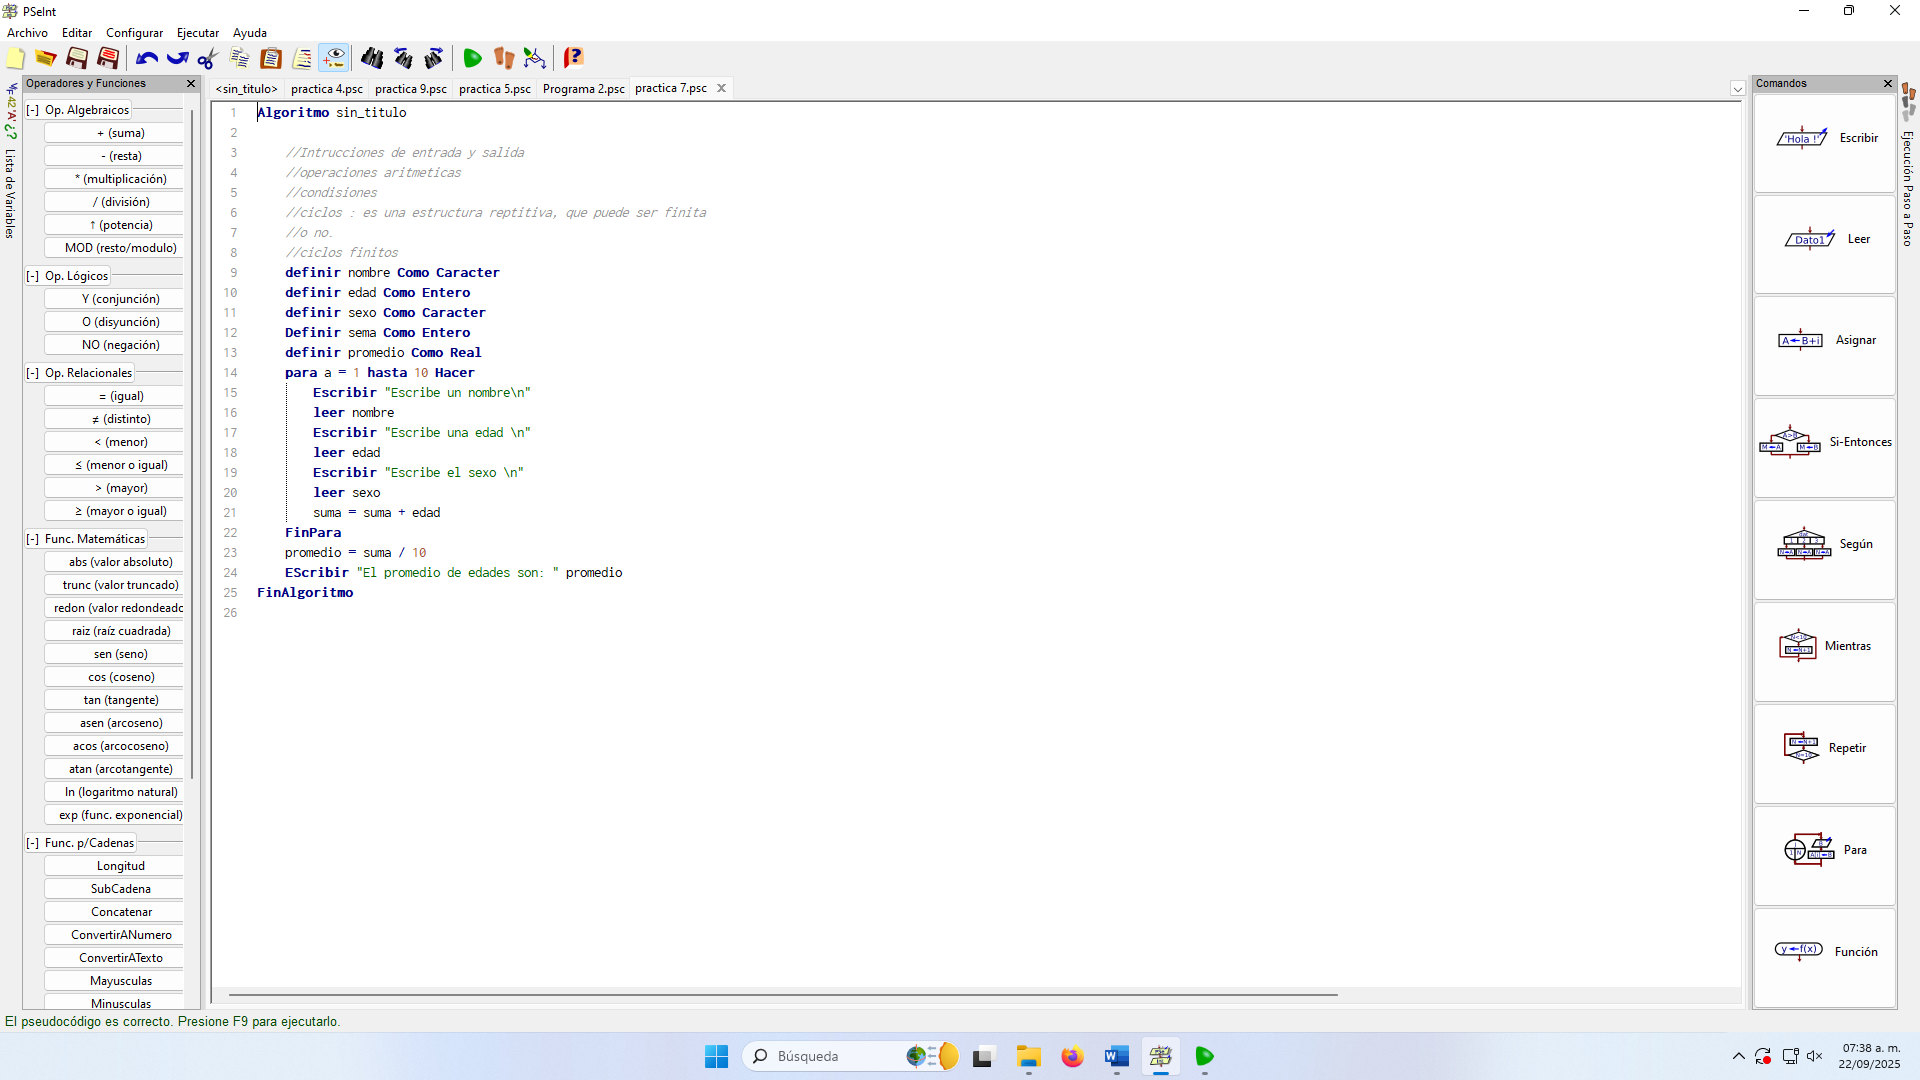 PSeInt
Archivo Editar Configurar Ejecutar Ayuda
Operadores y Funciones
<sin_titulo> practica 4.psc practica 9.psc practica 5.psc Programa 2.psc practica 7.psc
Comandos
Lista de Variables
[-] Op. Algebraicos
+ (suma)
- (resta)
* (multiplicación)
/ (división)
↑ (potencia)
MOD (resto/modulo)
[-] Op. Lógicos
Y (conjunción)
O (disyunción)
NO (negación)
[-] Op. Relacionales
= (igual)
≠ (distinto)
< (menor)
≤ (menor o igual)
> (mayor)
≥ (mayor o igual)
[-] Func. Matemáticas
abs (valor absoluto)
trunc (valor truncado)
redon (valor redondeado
raiz (raíz cuadrada)
sen (seno)
cos (coseno)
tan (tangente)
asen (arcoseno)
acos (arcocoseno)
atan (arcotangente)
ln (logaritmo natural)
exp (func. exponencial)
[-] Func. p/Cadenas
Longitud
SubCadena
Concatenar
ConvertirANumero
ConvertirATexto
Mayusculas
Minusculas
1 Algoritmo sin_titulo
2
3 //Intrucciones de entrada y salida
4 //operaciones aritmeticas
5 //condisiones
6 //ciclos : es una estructura reptitiva, que puede ser finita
7 //o no.
8 //ciclos finitos
9 definir nombre Como Caracter
10 definir edad Como Entero
11 definir sexo Como Caracter
12 Definir sema Como Entero
13 definir promedio Como Real
14 para a = 1 hasta 10 Hacer
15 Escribir "Escribe un nombre\n"
16 leer nombre
17 Escribir "Escribe una edad \n"
18 leer edad
19 Escribir "Escribe el sexo \n"
20 leer sexo
21 suma = suma + edad
22 FinPara
23 promedio = suma / 10
24 EScribir "El promedio de edades son: " promedio
25 FinAlgoritmo
26
'Hola !' Escribir
Dato1 Leer
A←B+i Asignar
Si-Entonces
Según
Mientras
Repetir
Para
y←f(x) Función
Ejecución Paso a Paso
El pseudocódigo es correcto. Presione F9 para ejecutarlo.
Búsqueda
07:38 a. m.
22/09/2025